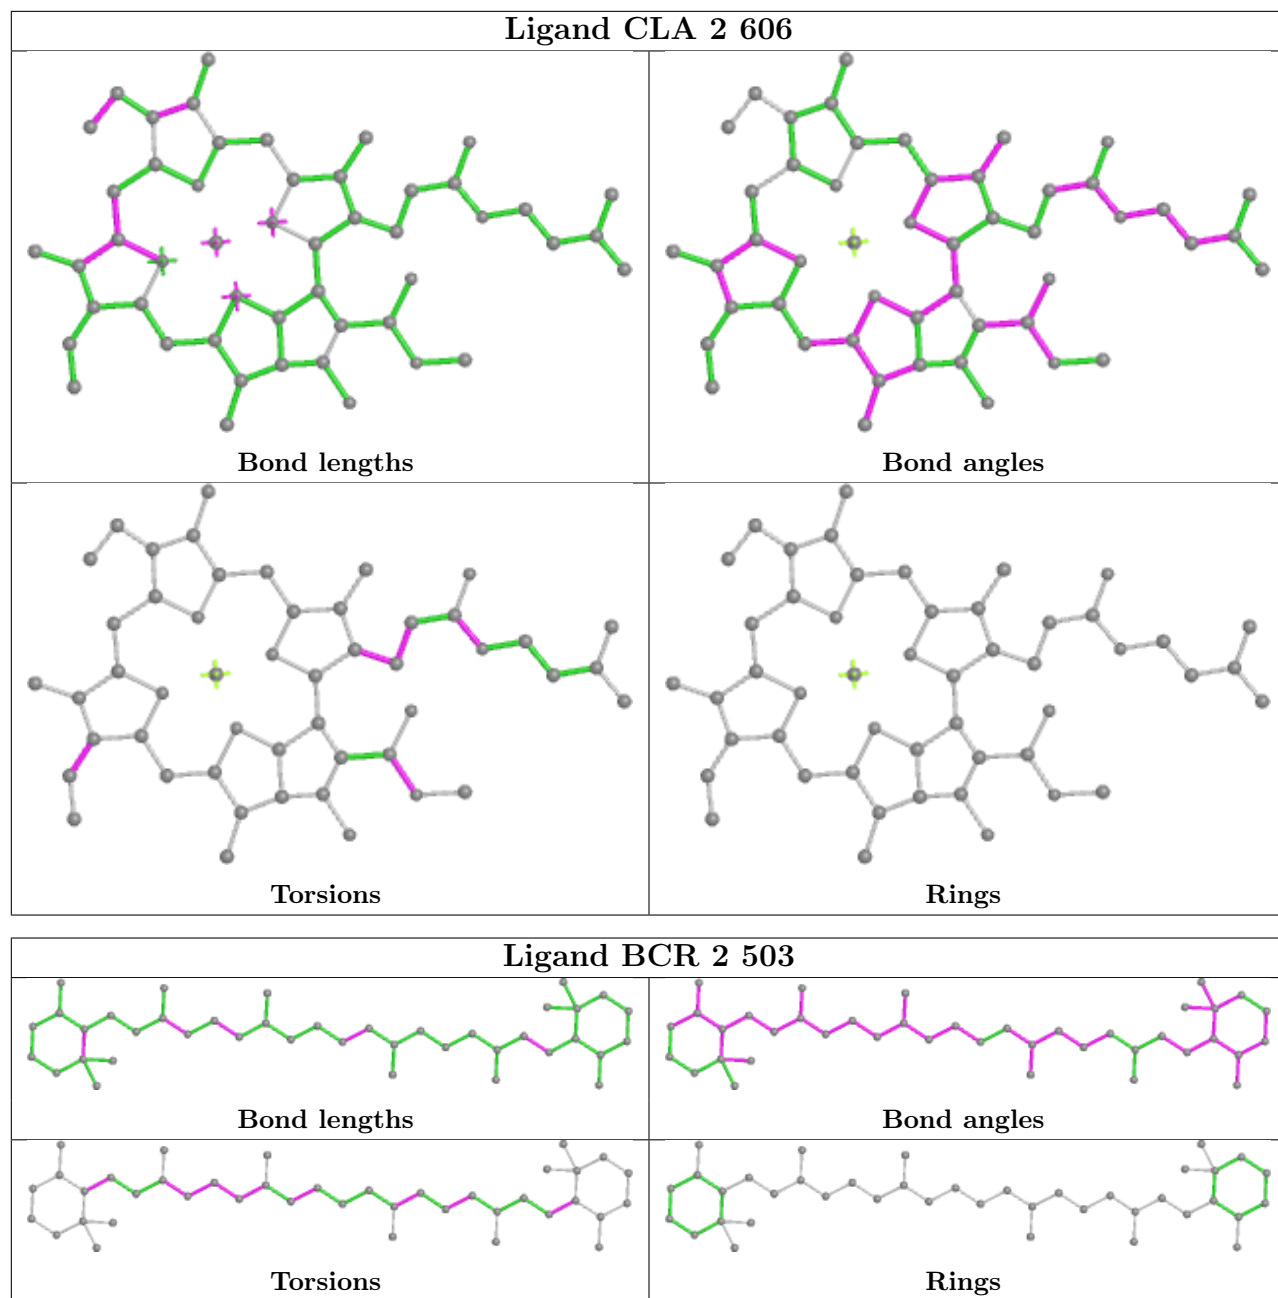 Ligand CLA 2 606
Bond lengths
Bond angles
Torsions
Rings
Ligand BCR 2 503
Bond lengths
Bond angles
Torsions
Rings